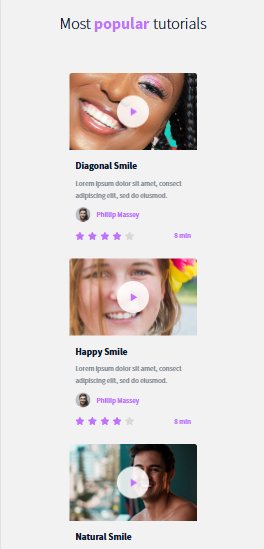 Most popular tutorials
Diagonal Smile
Lorem ipsum dolor sit amet, consect
adipiscing elit, sed do eiusmod.
Phillip Massey
8 min
Happy Smile
Lorem ipsum dolor sit amet, consect
adipiscing elit, sed do eiusmod.
Phillip Massey
8 min
Natural Smile